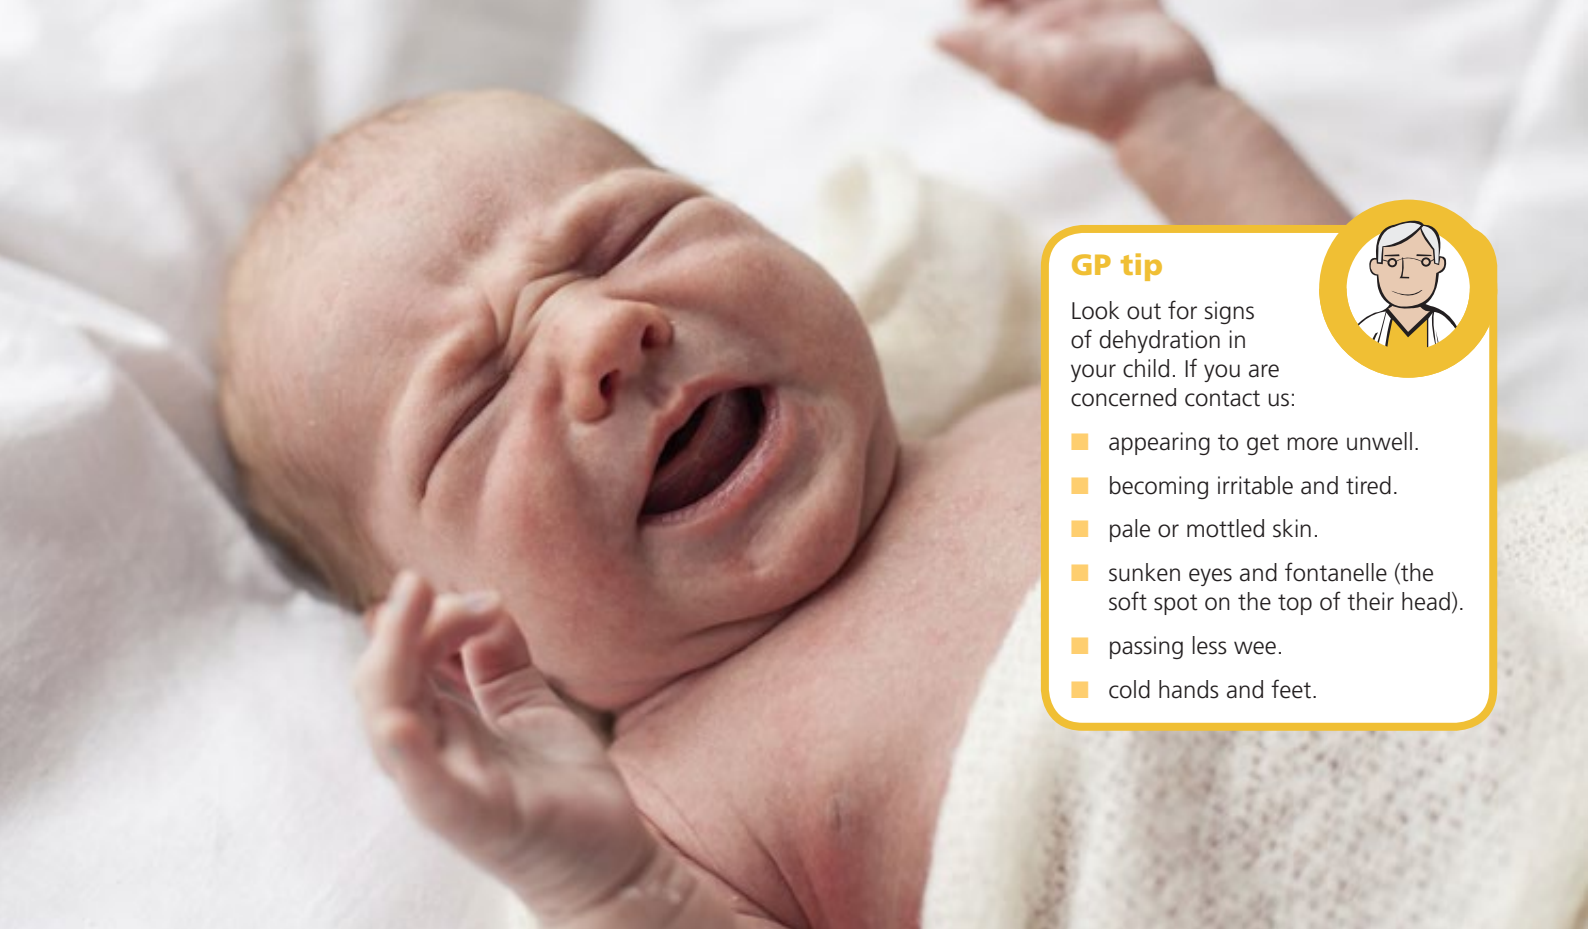 GP tip
Look out for signs
of dehydration in
your child. If you are
concerned contact us:
appearing to get more unwell.
becoming irritable and tired.
pale or mottled skin.
sunken eyes and fontanelle (the
soft spot on the top of their head).
passing less wee.
cold hands and feet.